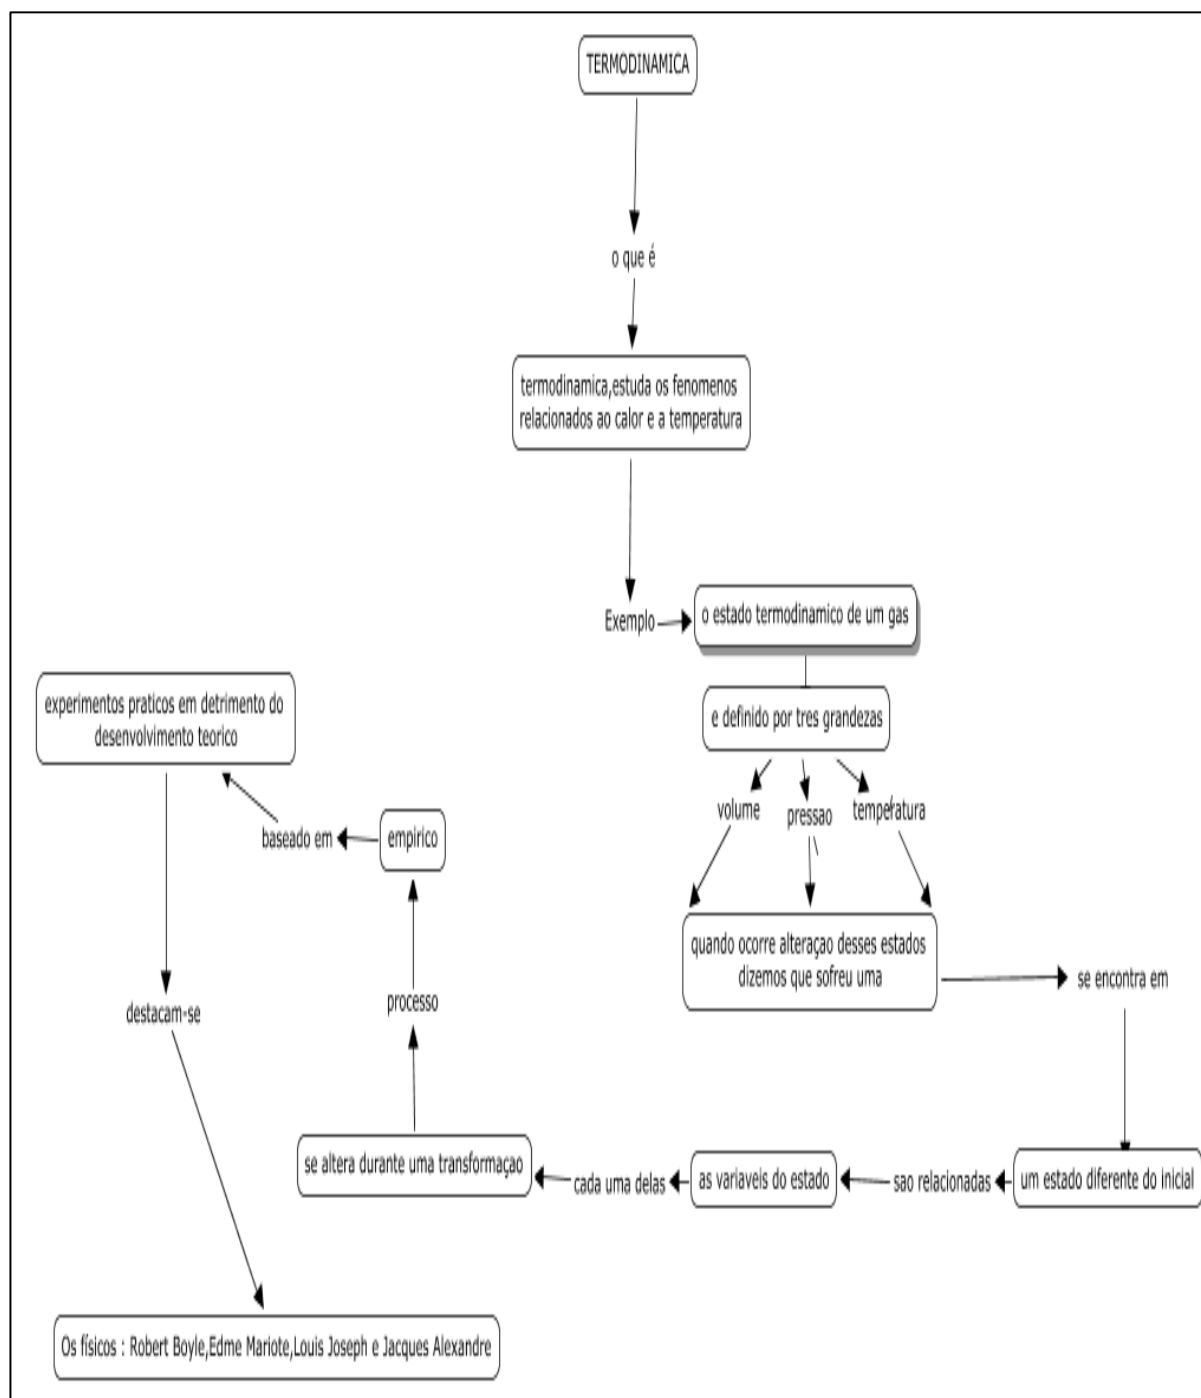 TERMODINAMICA
o que é
termodinamica,estuda os fenomenos
relacionados ao calor e a temperatura
Exemplo
o estado termodinamico de um gas
e definido por tres grandezas
volume
pressao
temperatura
quando ocorre alteraçao desses estados
dizemos que sofreu uma
se encontra em
um estado diferente do inicial
sao relacionadas
as variaveis do estado
cada uma delas
se altera durante uma transformaçao
processo
empirico
baseado em
experimentos praticos em detrimento do
desenvolvimento teorico
destacam-se
Os físicos : Robert Boyle,Edme Mariote,Louis Joseph e Jacques Alexandre